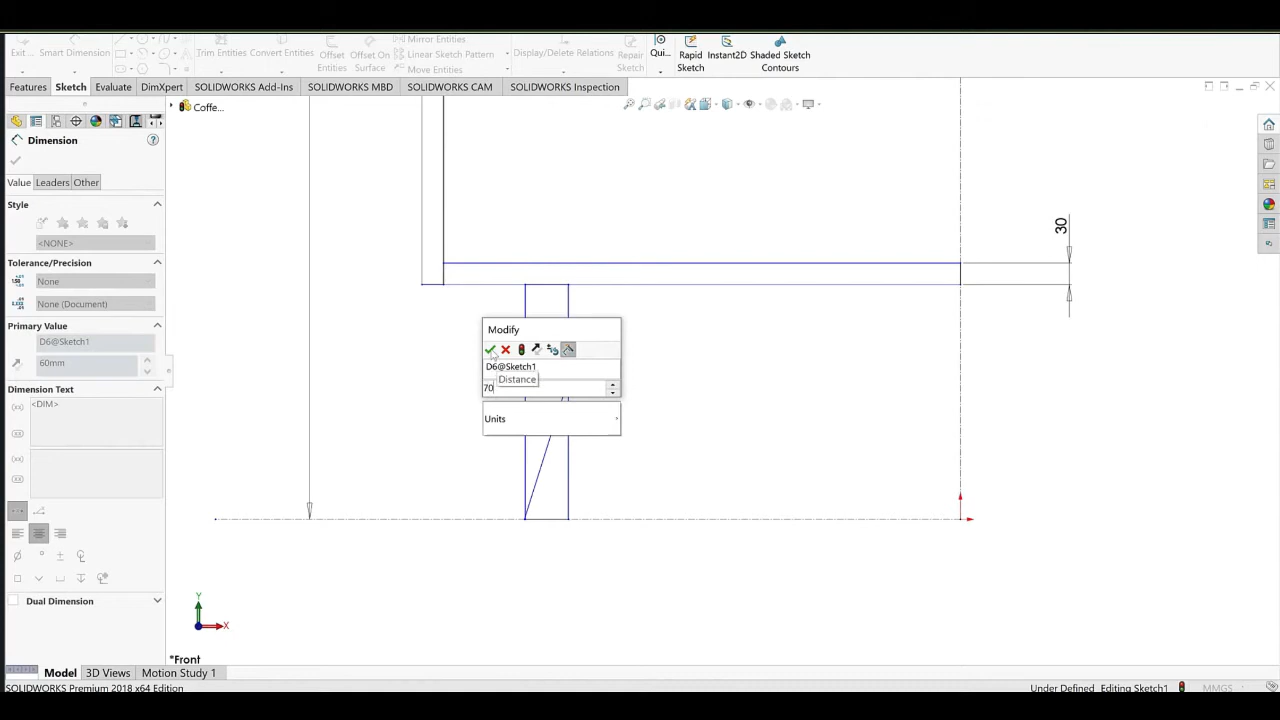 Exit ...
Smart Dimension
Trim Entities
Convert Entities
Offset
Entities
Offset On
Surface
Mirror Entities
Linear Sketch Pattern
Move Entities
Display/Delete Relations
Repair
Sketch
Qui...
Rapid
Sketch
Instant2D
Shaded Sketch
Contours
Features
Sketch
Evaluate
DimXpert
SOLIDWORKS Add-Ins
SOLIDWORKS MBD
SOLIDWORKS CAM
SOLIDWORKS Inspection
Coffe...
Dimension
Value
Leaders
Other
Style
<NONE>
Tolerance/Precision
None
None (Document)
Primary Value
D6@Sketch1
60mm
Dimension Text
<DIM>
Dual Dimension
30
Modify
D6@Sketch1
Distance
70
Units
Y
X
*Front
Model
3D Views
Motion Study 1
SOLIDWORKS Premium 2018 x64 Edition
Under Defined
Editing Sketch1
MMGS